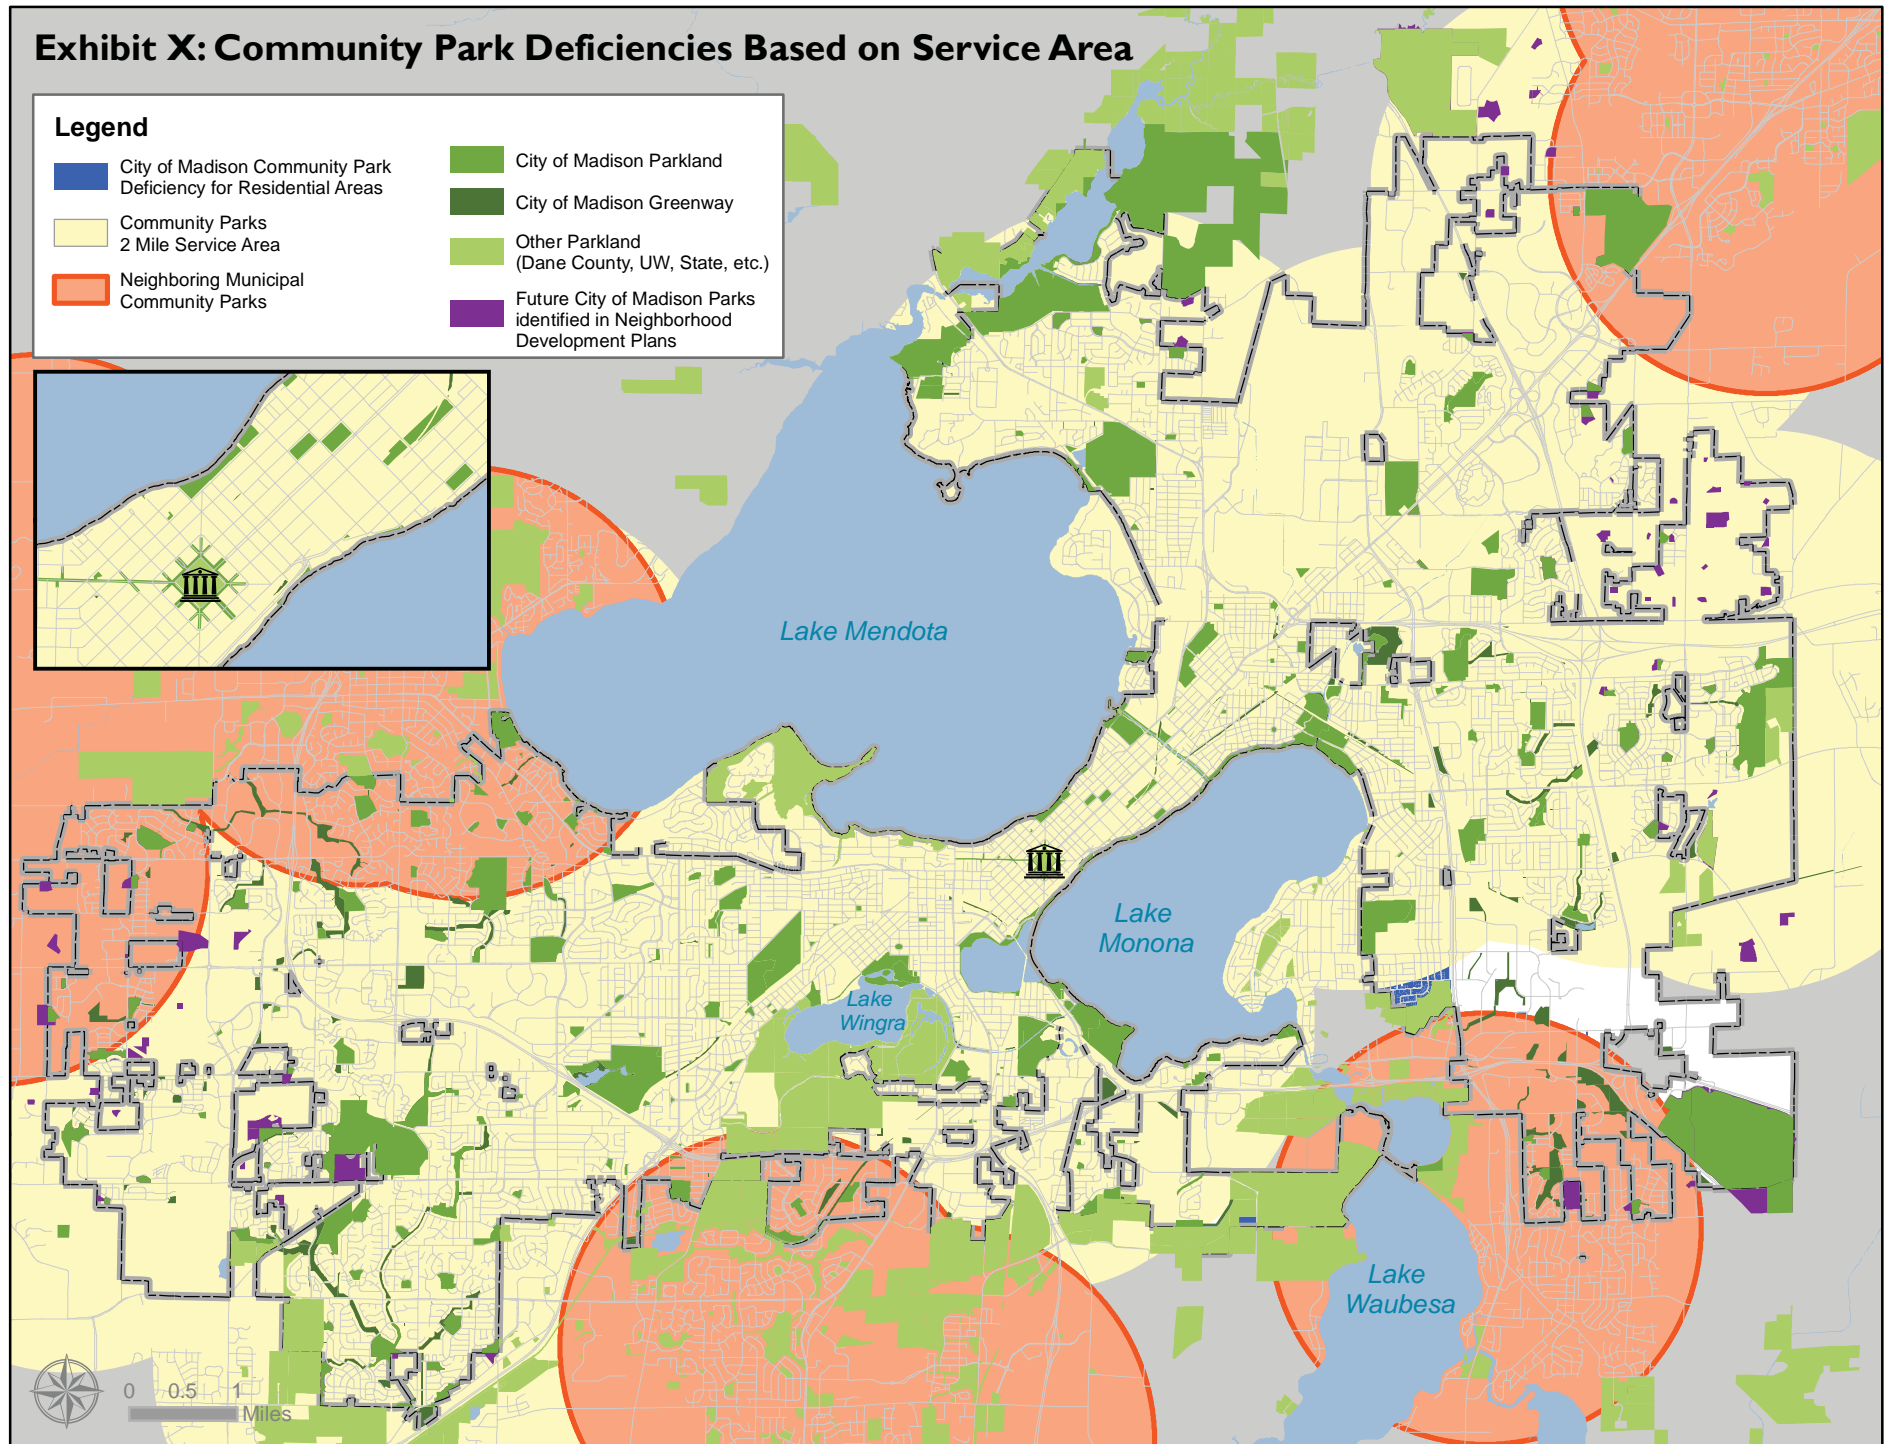 Exhibit X: Community Park Deficiencies Based on Service Area
Legend
City of Madison Community Park
Deficiency for Residential Areas
Community Parks
2 Mile Service Area
Neighboring Municipal
Community Parks
City of Madison Parkland
City of Madison Greenway
Other Parkland
(Dane County, UW, State, etc.)
Future City of Madison Parks
identified in Neighborhood
Development Plans
Lake Mendota
Lake
Monona
Lake
Wingra
Lake
Waubesa
0 0.5 1
Miles